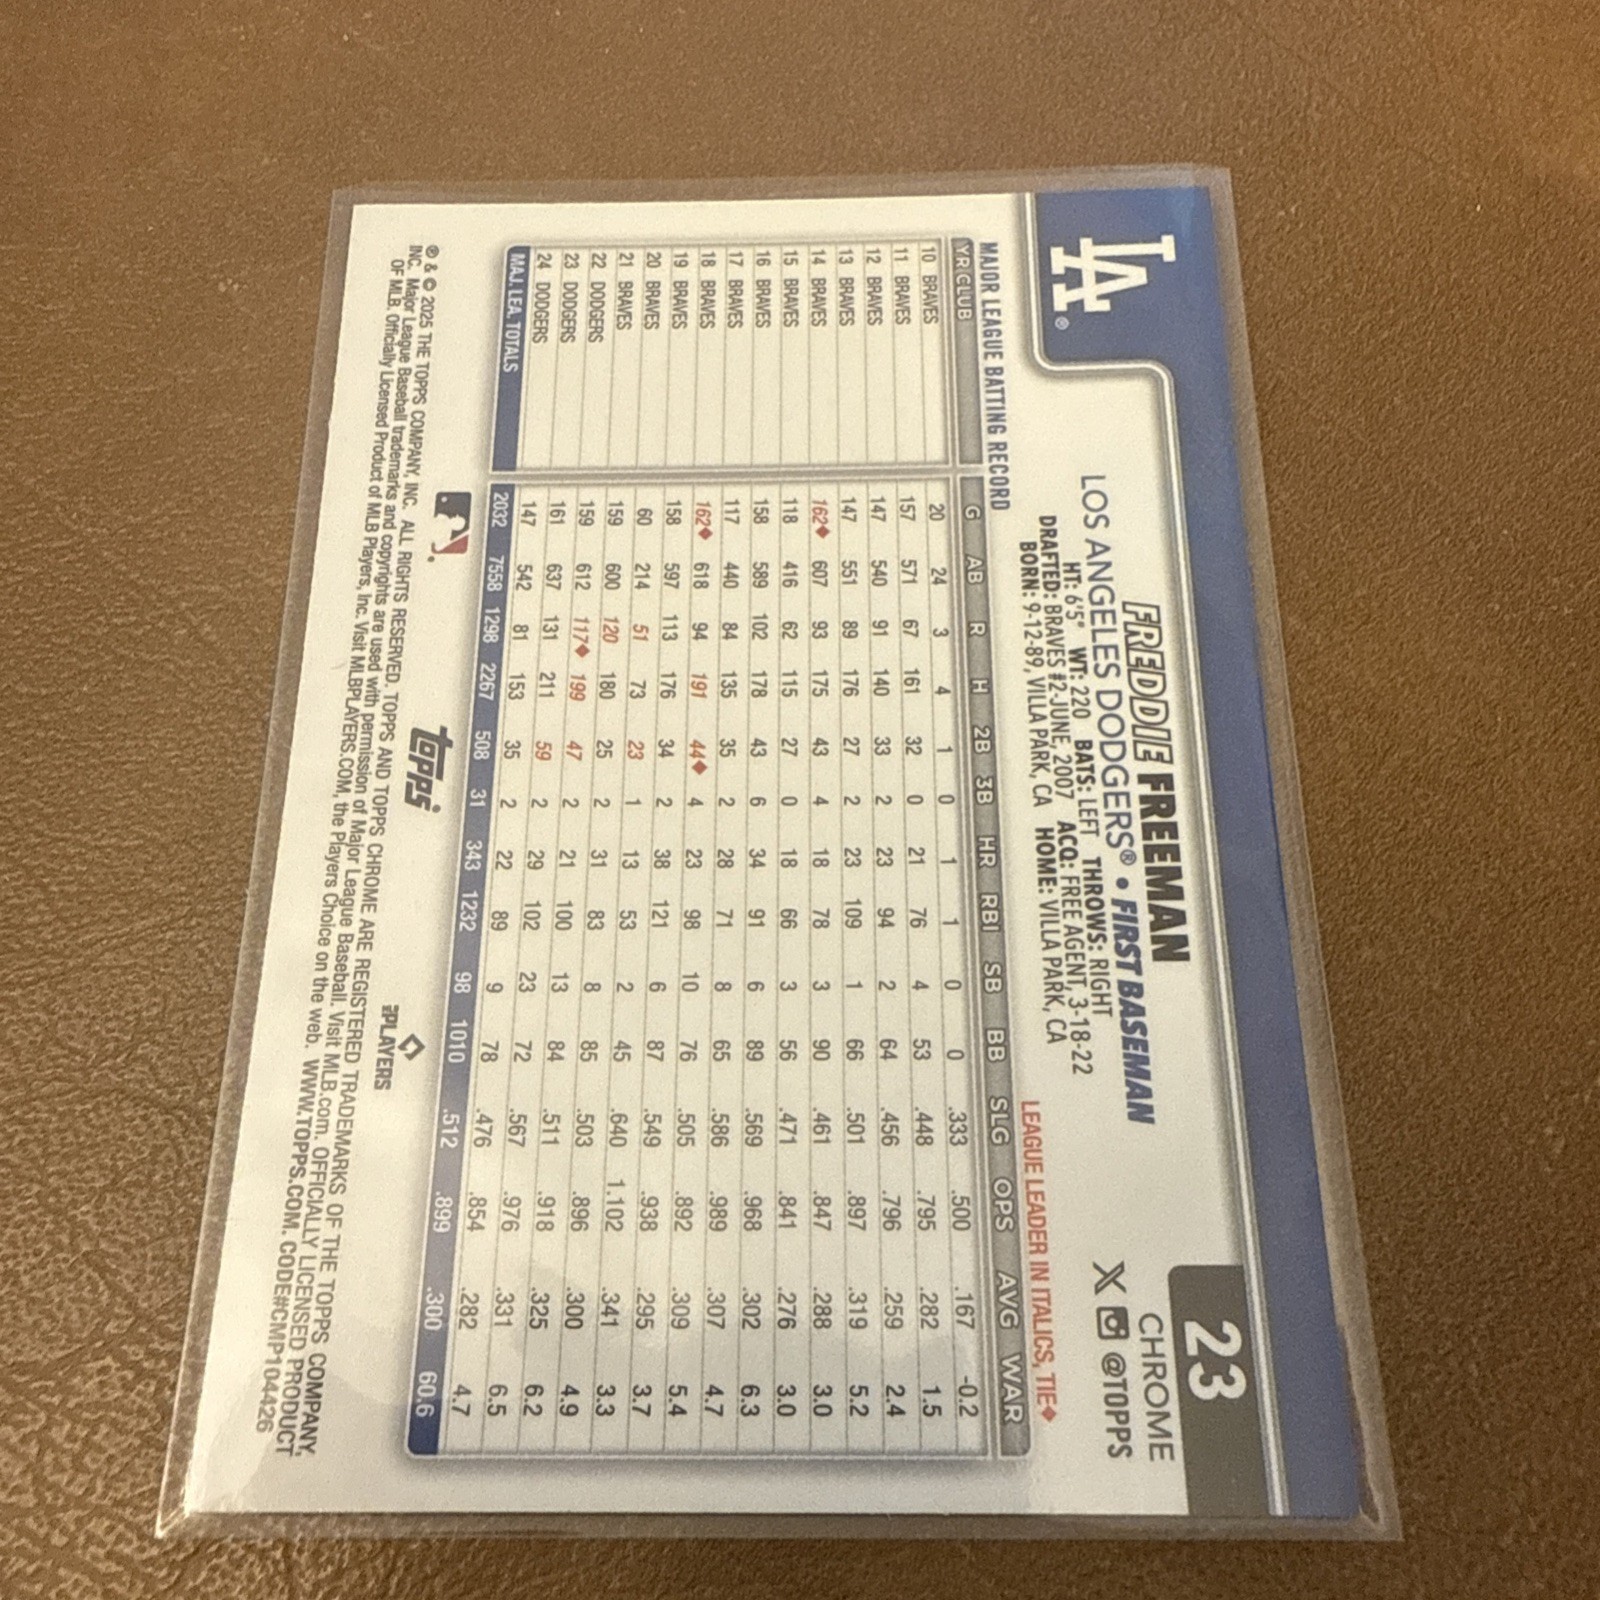 LA®
23
CHROME
X @TOPPS
FREDDIE FREEMAN
LOS ANGELES DODGERS® • FIRST BASEMAN
HT: 6'5" WT: 220 BATS: LEFT THROWS: RIGHT
DRAFTED: BRAVES #2-JUNE, 2007 ACQ: FREE AGENT, 3-18-22
BORN: 9-12-89, VILLA PARK, CA HOME: VILLA PARK, CA
MAJOR LEAGUE BATTING RECORD LEAGUE LEADER IN ITALICS, TIE♦
YR CLUB G AB R H 2B 3B HR RBI SB BB SLG OPS AVG WAR
10 BRAVES 20 24 3 4 1 0 1 1 0 0 .333 .500 .167 -0.2
11 BRAVES 157 571 67 161 32 0 21 76 4 53 .448 .795 .282 1.5
12 BRAVES 147 540 91 140 33 2 23 94 2 64 .456 .796 .259 2.4
13 BRAVES 147 551 89 176 27 2 23 109 1 66 .501 .897 .319 5.2
14 BRAVES 162♦ 607 93 175 43 4 18 78 3 90 .461 .847 .288 3.0
15 BRAVES 118 416 62 115 27 0 18 66 3 56 .471 .841 .276 3.0
16 BRAVES 158 589 102 178 43 6 34 91 6 89 .569 .968 .302 6.3
17 BRAVES 117 440 84 135 35 2 28 71 8 65 .586 .989 .307 4.7
18 BRAVES 162♦ 618 94 191 44♦ 4 23 98 10 76 .505 .892 .309 5.4
19 BRAVES 158 597 113 176 34 2 38 121 6 87 .549 .938 .295 3.7
20 BRAVES 60 214 51 73 23 1 13 53 2 45 .640 1.102 .341 3.3
21 BRAVES 159 600 120 180 25 2 31 83 8 85 .503 .896 .300 4.9
22 DODGERS 159 612 117♦ 199 47 2 21 100 13 84 .511 .918 .325 6.2
23 DODGERS 161 637 131 211 59 2 29 102 23 72 .567 .976 .331 6.5
24 DODGERS 147 542 81 153 35 2 22 89 9 78 .476 .854 .282 4.7
MAJ. LEA. TOTALS 2032 7558 1298 2267 508 31 343 1232 98 1010 .512 .899 .300 60.6
topps
PLAYERS
® & © 2025 THE TOPPS COMPANY, INC. ALL RIGHTS RESERVED. TOPPS AND TOPPS CHROME ARE REGISTERED TRADEMARKS OF THE TOPPS COMPANY,
INC. Major League Baseball trademarks and copyrights are used with permission of Major League Baseball. Visit MLB.com. OFFICIALLY LICENSED PRODUCT
OF MLB. Officially Licensed Product of MLB Players, Inc. Visit MLBPLAYERS.COM, the Players Choice on the web. WWW.TOPPS.COM. CODE#CMP104426